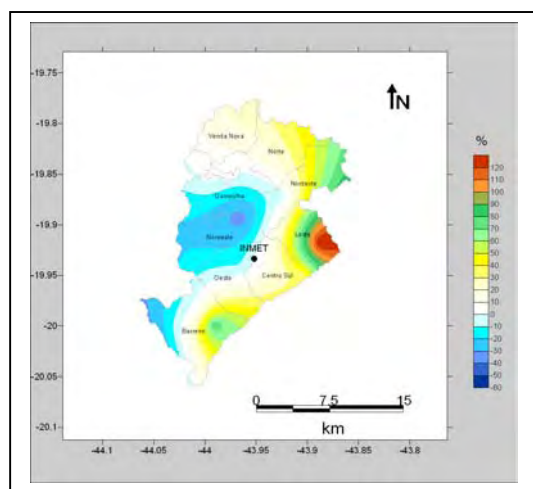 -19.75
-19.8
-19.85
-19.9
-19.95
-20
-20.05
-20.1
-44.1
-44.05
-44
-43.95
-43.9
-43.85
-43.8
N
Venda Nova
Norte
Nordeste
Pampulha
Noroeste
Leste
INMET
Oeste
Centro Sul
Barreiro
0 7.5 15
km
%
120
110
100
90
80
70
60
50
40
30
20
10
0
-10
-20
-30
-40
-50
-60